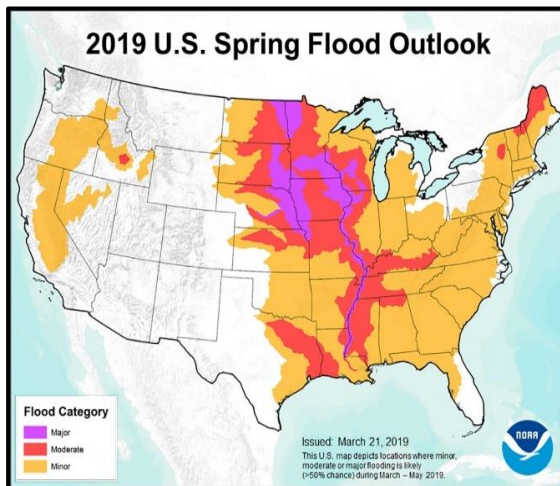 2019 U.S. Spring Flood Outlook
Flood Category
Major
Moderate
Minor
Issued: March 21, 2019
This U.S. map depicts locations where minor,
moderate or major flooding is likely
(>50% chance) during March – May 2019.
NOAA